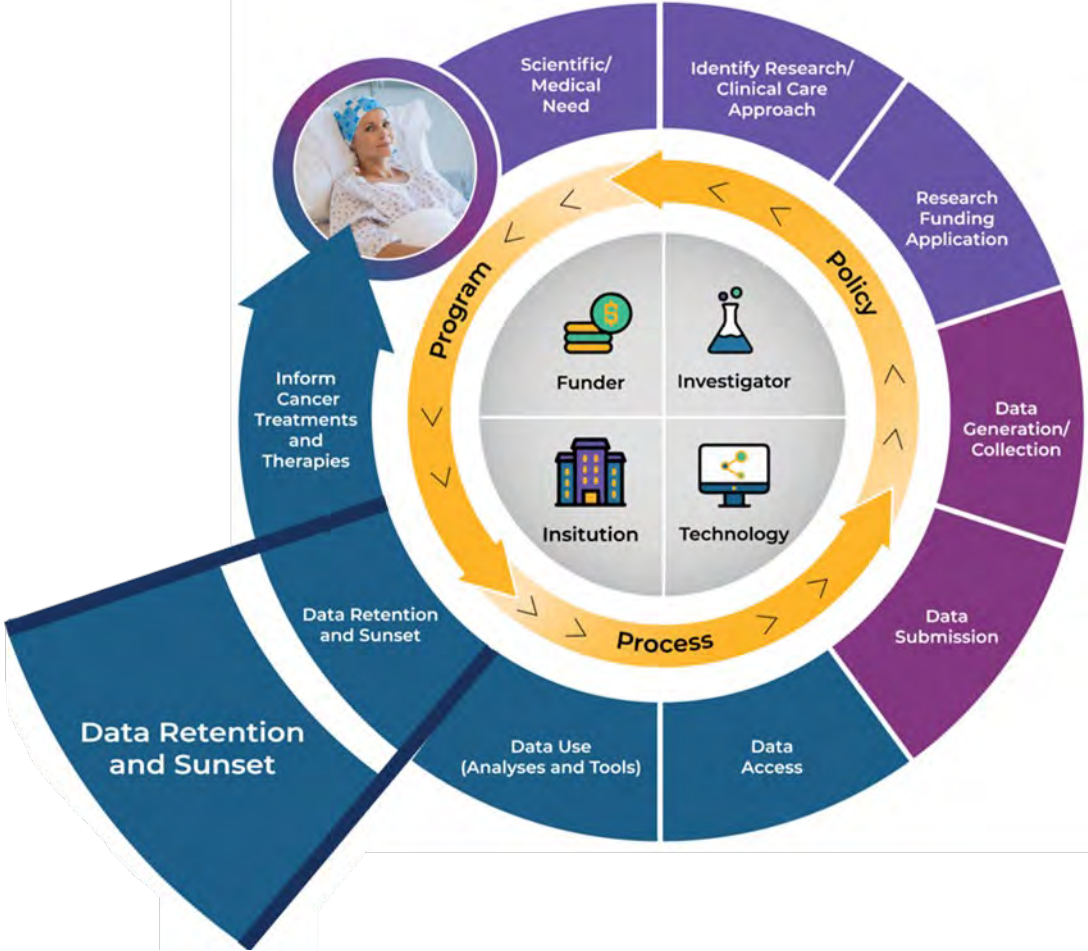 Scientific/
Medical
Need
Identify Research/
Clinical Care
Approach
Research
Funding
Application
Data
Generation/
Collection
Data
Submission
Data
Access
Data Use
(Analyses and Tools)
Data Retention
and Sunset
Data Retention
and Sunset
Inform
Cancer
Treatments
and
Therapies
Program
Policy
Process
$
Funder
Investigator
Insitution
Technology